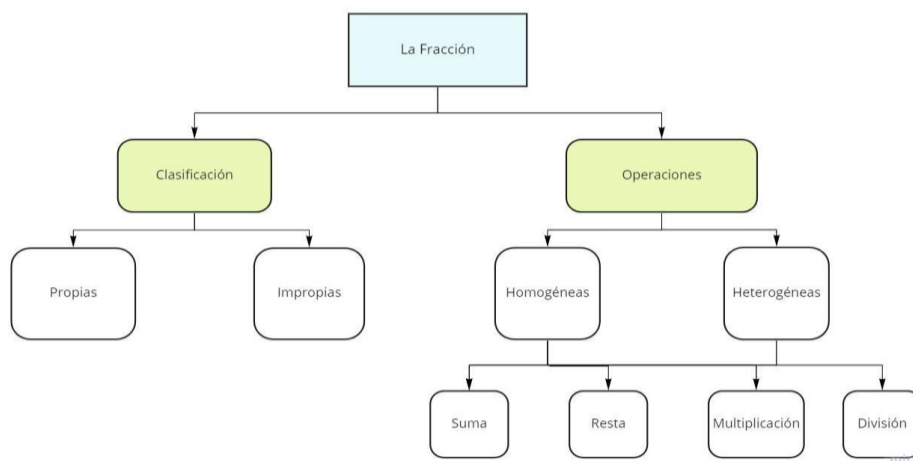 La Fracción
Clasificación
Operaciones
Propias
Impropias
Homogéneas
Heterogéneas
Suma
Resta
Multiplicación
División